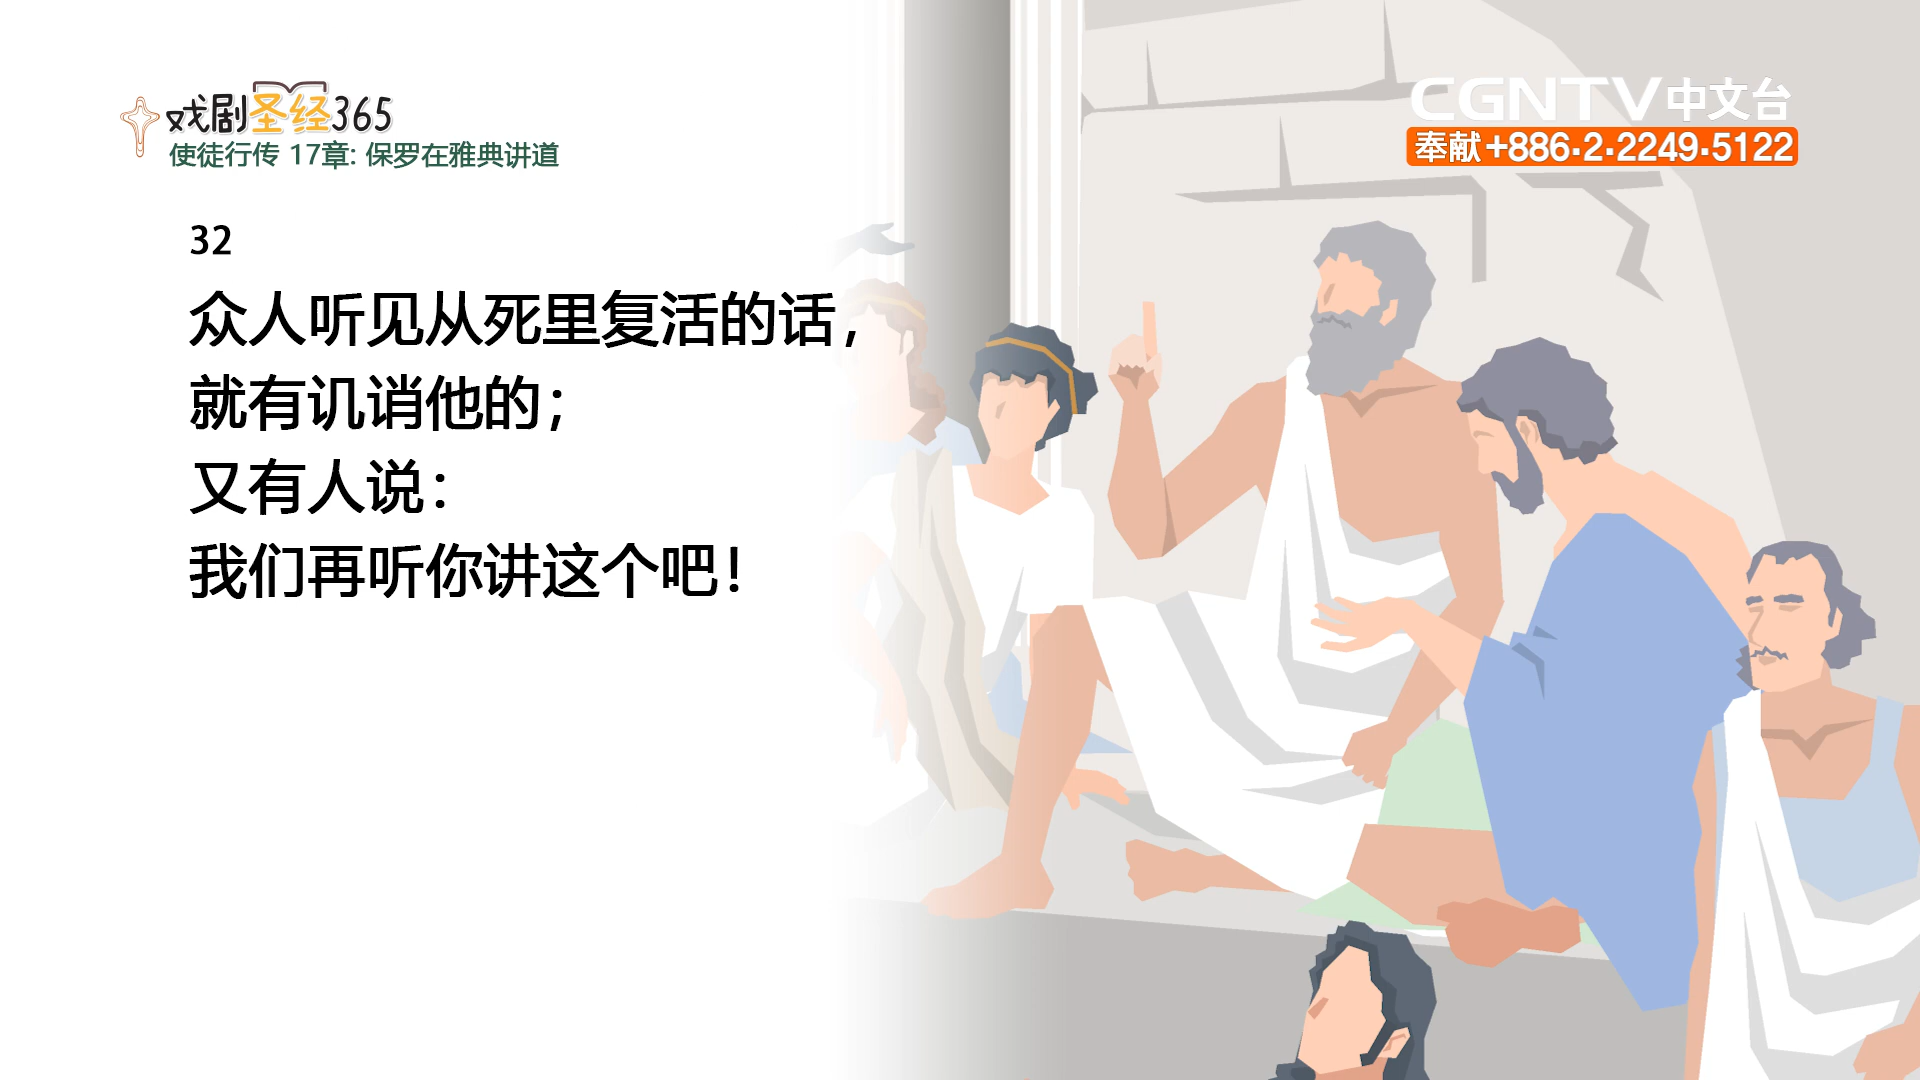 戏剧圣经365
使徒行传 17章: 保罗在雅典讲道
CGNTV中文台
奉献+886·2·2249·5122
32
众人听见从死里复活的话，
就有讥诮他的；
又有人说：
我们再听你讲这个吧！